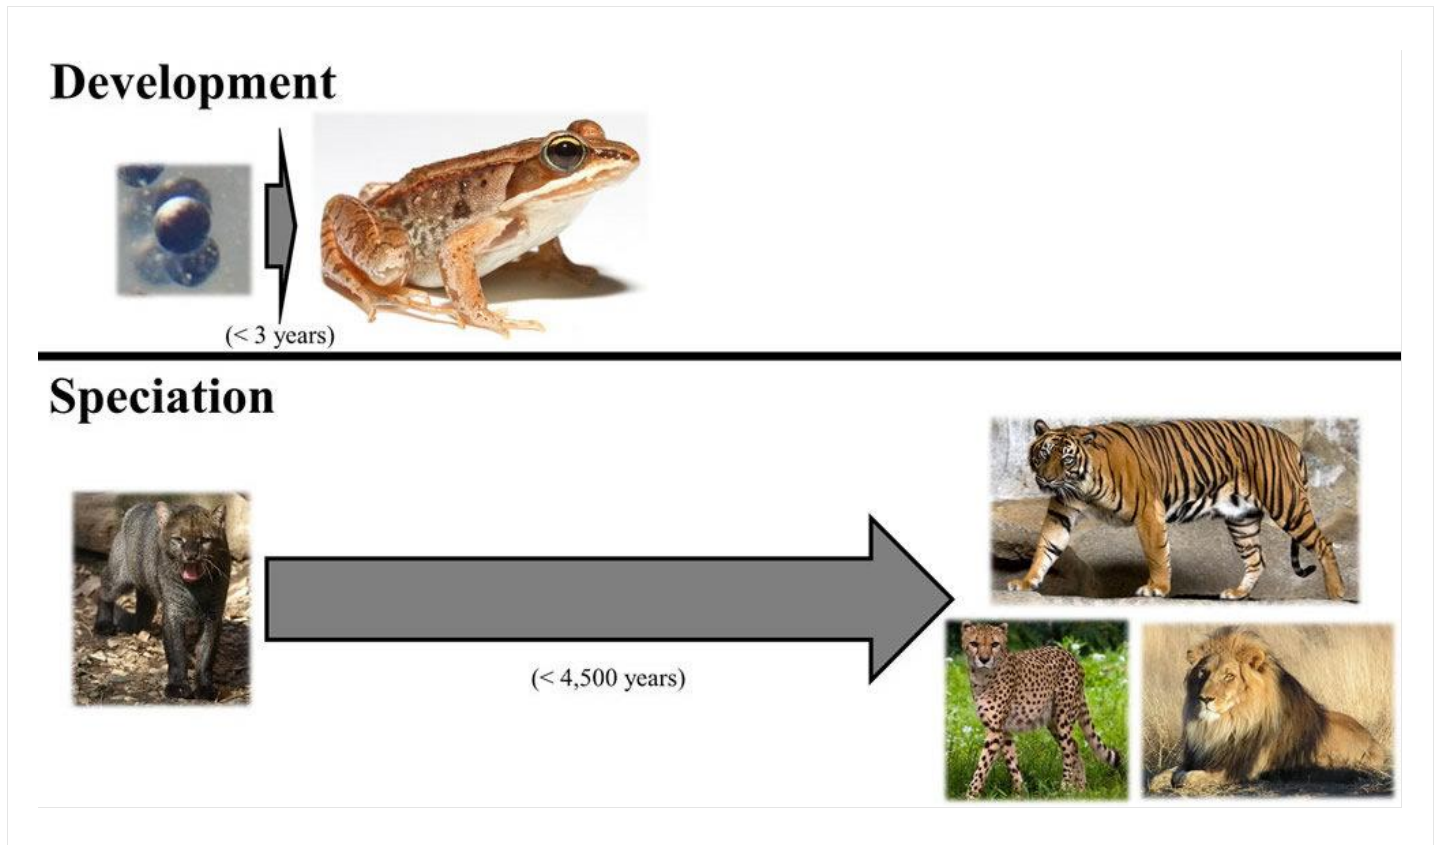 Development
(< 3 years)
Speciation
(< 4,500 years)